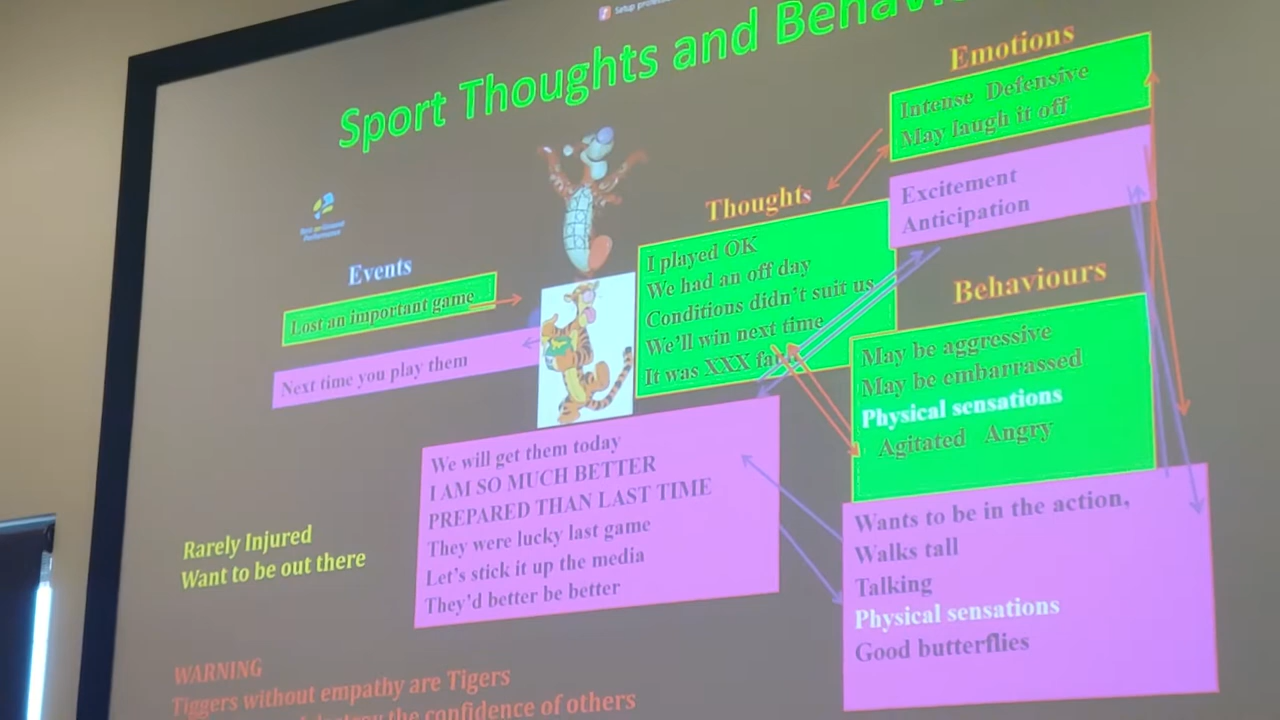 Setup
Sport Thoughts and
Emotions
Intense Defensive
May laugh it off
Excitement
Anticipation
Thoughts
I played OK
We had an off day
Conditions didn't suit us
We'll win next time
It was XXX
Events
Lost an important game
Next time you play them
Behaviours
May be aggressive
May be embarrassed
Physical sensations
Agitated Angry
We will get them today
I AM SO MUCH BETTER
PREPARED THAN LAST TIME
They were lucky last game
Let's stick it up the media
They'd better be better
Wants to be in the action,
Walks tall
Talking
Physical sensations
Good butterflies
Rarely Injured
Want to be out there
WARNING
Tiggers without empathy are Tigers
the confidence of others